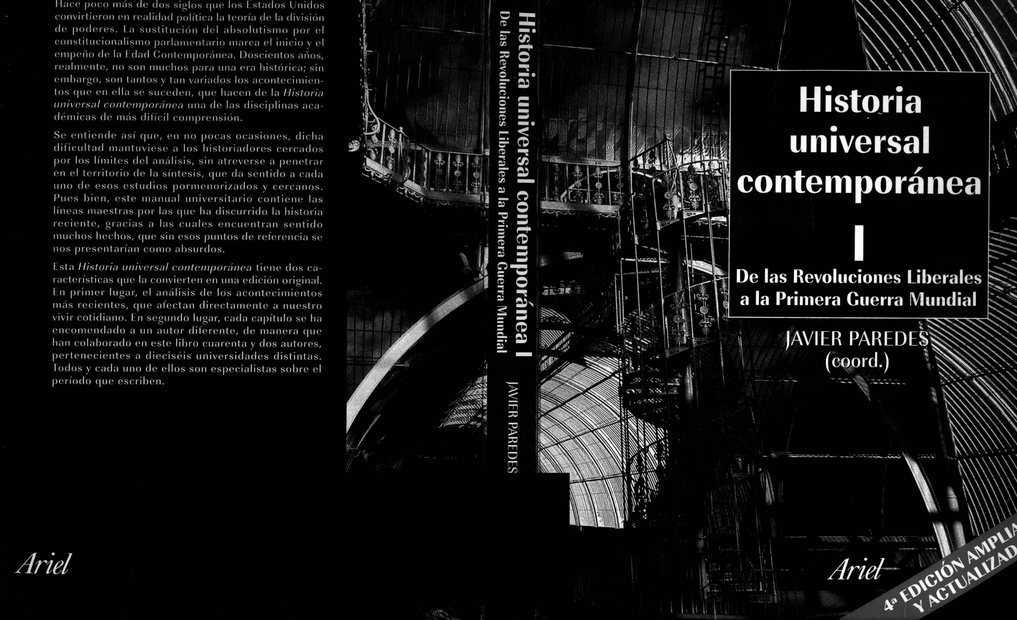 Hace poco más de dos siglos que los Estados Unidos
convirtieron en realidad política la teoría de la división
de poderes. La sustitución del absolutismo por el
constitucionalismo parlamentario marca el inicio y el
empeño de la Edad Contemporánea. Doscientos años,
realmente, no son muchos para una era histórica; sin
embargo, son tantos y tan variados los acontecimien-
tos que en ella se suceden, que hacen de la Historia
universal contemporánea una de las disciplinas aca-
démicas de más difícil comprensión.
Se entiende así que, en no pocas ocasiones, dicha
dificultad mantuviese a los historiadores cercados
por los límites del análisis, sin atreverse a penetrar
en el territorio de la síntesis, que da sentido a cada
uno de esos estudios pormenorizados y cercanos.
Pues bien, este manual universitario contiene las
líneas maestras por las que ha discurrido la historia
reciente, gracias a las cuales encuentran sentido
muchos hechos, que sin esos puntos de referencia se
nos presentarían como absurdos.
Esta Historia universal contemporánea tiene dos ca-
racterísticas que la convierten en una edición original.
En primer lugar, el análisis de los acontecimientos
más recientes, que afectan directamente a nuestro
vivir cotidiano. En segundo lugar, cada capítulo se ha
encomendado a un autor diferente, de manera que
han colaborado en este libro cuarenta y dos autores,
pertenecientes a dieciséis universidades distintas.
Todos y cada uno de ellos son especialistas sobre el
período que escriben.
Ariel
Historia universal contemporánea I
De las Revoluciones Liberales a la Primera Guerra Mundial
JAVIER PAREDES
Historia
universal
contemporánea
I
De las Revoluciones Liberales
a la Primera Guerra Mundial
JAVIER PAREDES
(coord.)
Ariel
4ª EDICIÓN AMPLIA
Y ACTUALIZAD